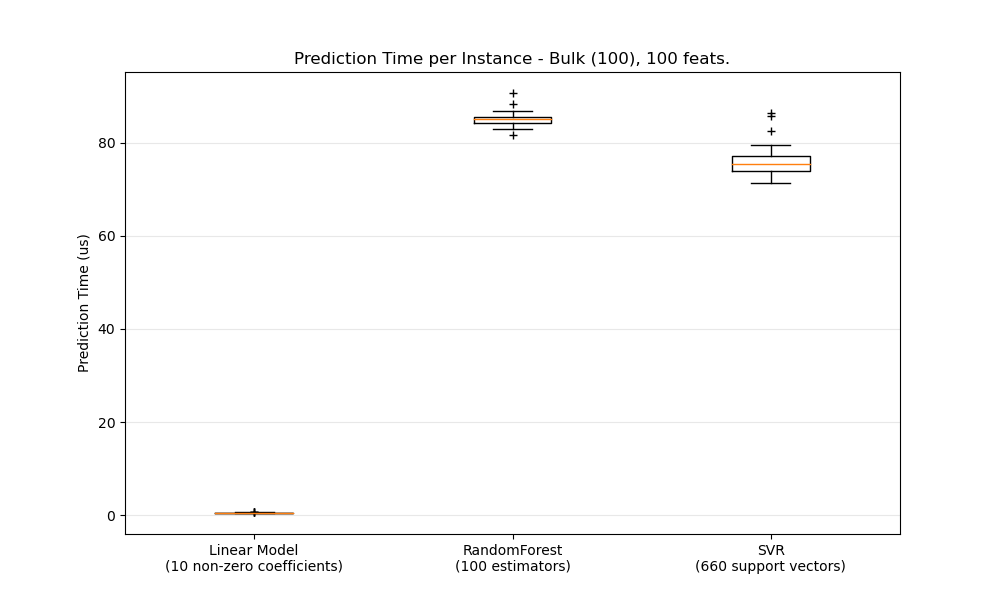 Prediction Time per Instance - Bulk (100), 100 feats.
Prediction Time (us)
80
60
40
20
0
Linear Model
(10 non-zero coefficients)
RandomForest
(100 estimators)
SVR
(660 support vectors)